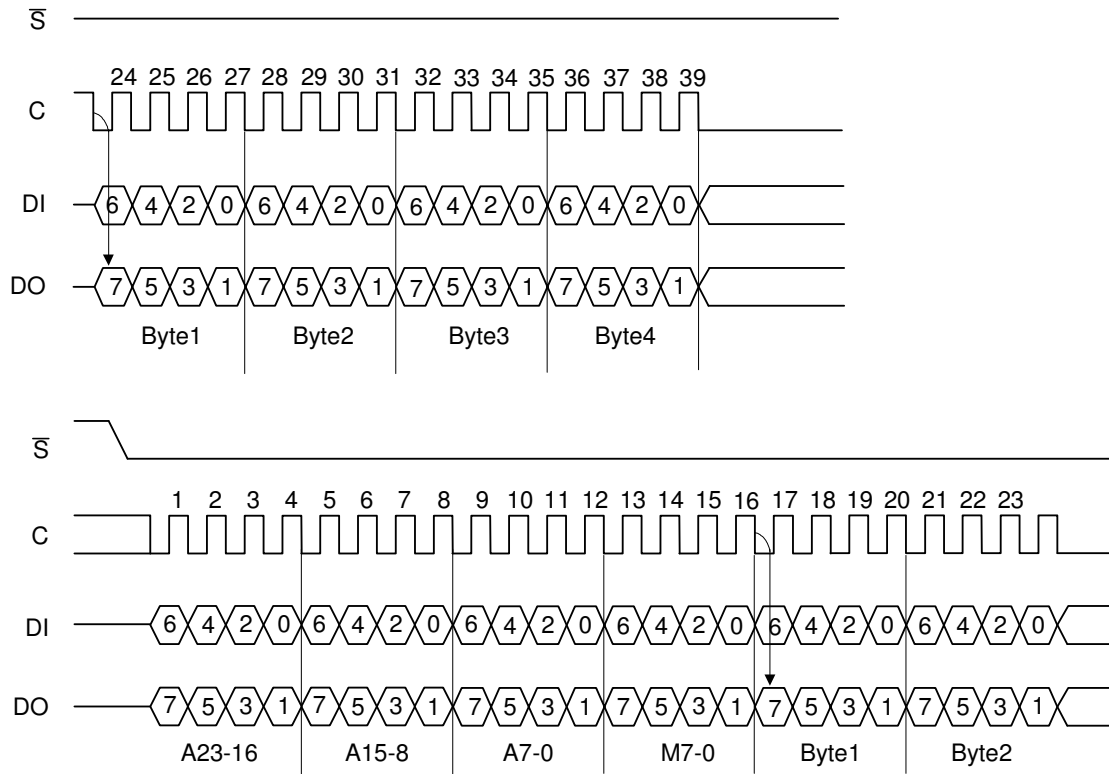 S̅
24 25 26 27 28 29 30 31 32 33 34 35 36 37 38 39
C
DI 6 4 2 0 6 4 2 0 6 4 2 0 6 4 2 0
DO 7 5 3 1 7 5 3 1 7 5 3 1 7 5 3 1
Byte1 Byte2 Byte3 Byte4
S̅
1 2 3 4 5 6 7 8 9 10 11 12 13 14 15 16 17 18 19 20 21 22 23
C
DI 6 4 2 0 6 4 2 0 6 4 2 0 6 4 2 0 6 4 2 0 6 4 2 0
DO 7 5 3 1 7 5 3 1 7 5 3 1 7 5 3 1 7 5 3 1 7 5 3 1
A23-16 A15-8 A7-0 M7-0 Byte1 Byte2